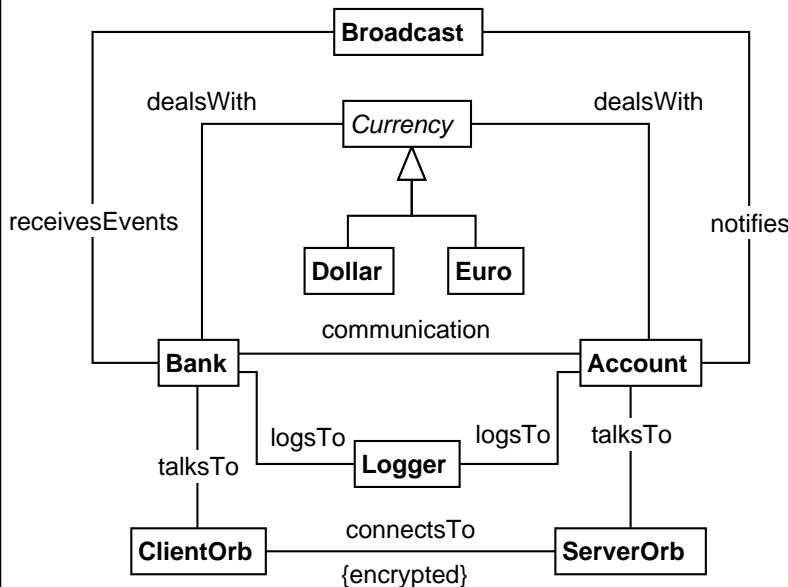 Broadcast
dealsWith
Currency
dealsWith
receivesEvents
notifies
Dollar
Euro
communication
Bank
Account
logsTo
logsTo
talksTo
talksTo
Logger
connectsTo
ClientOrb
ServerOrb
{encrypted}